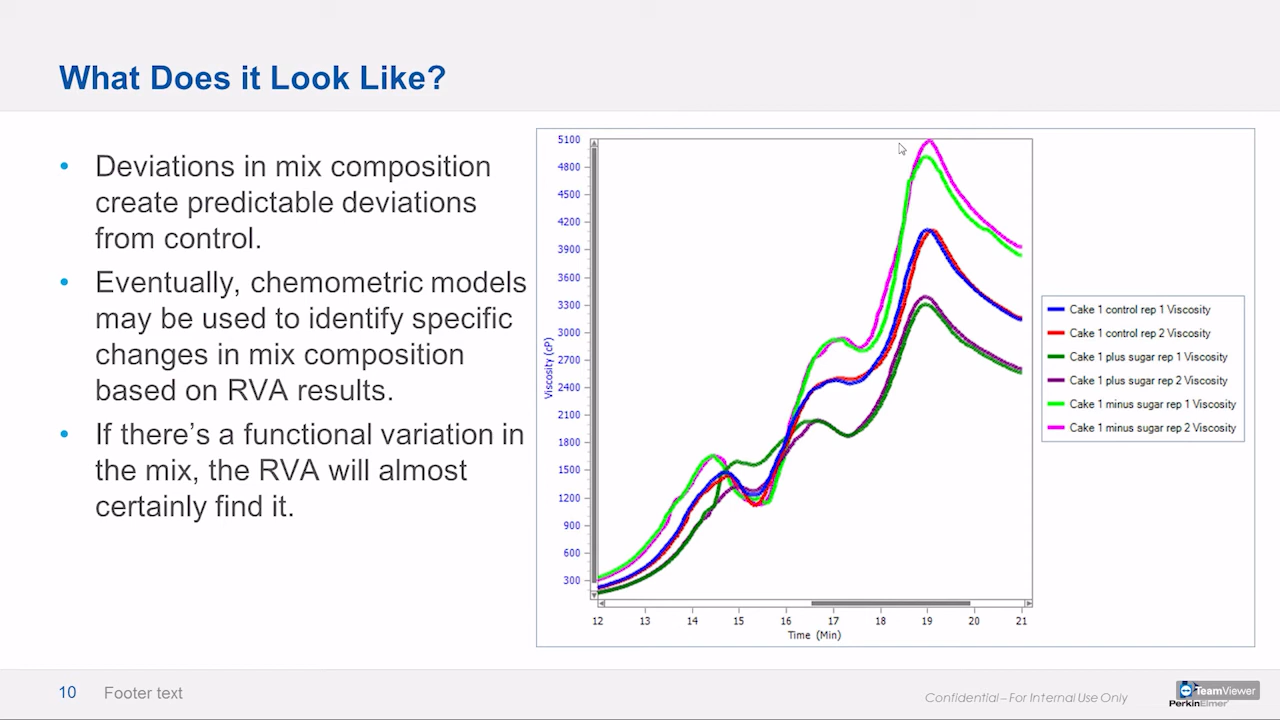 What Does it Look Like?
• Deviations in mix composition
create predictable deviations
from control.
• Eventually, chemometric models
may be used to identify specific
changes in mix composition
based on RVA results.
• If there’s a functional variation in
the mix, the RVA will almost
certainly find it.
5100
4800
4500
4200
3900
3600
3300
3000
2700
2400
2100
1800
1500
1200
900
600
300
Viscosity (cP)
12 13 14 15 16 17 18 19 20 21
Time (Min)
Cake 1 control rep 1 Viscosity
Cake 1 control rep 2 Viscosity
Cake 1 plus sugar rep 1 Viscosity
Cake 1 plus sugar rep 2 Viscosity
Cake 1 minus sugar rep 1 Viscosity
Cake 1 minus sugar rep 2 Viscosity
10 Footer text
Confidential – For Internal Use Only
TeamViewer
PerkinElmer